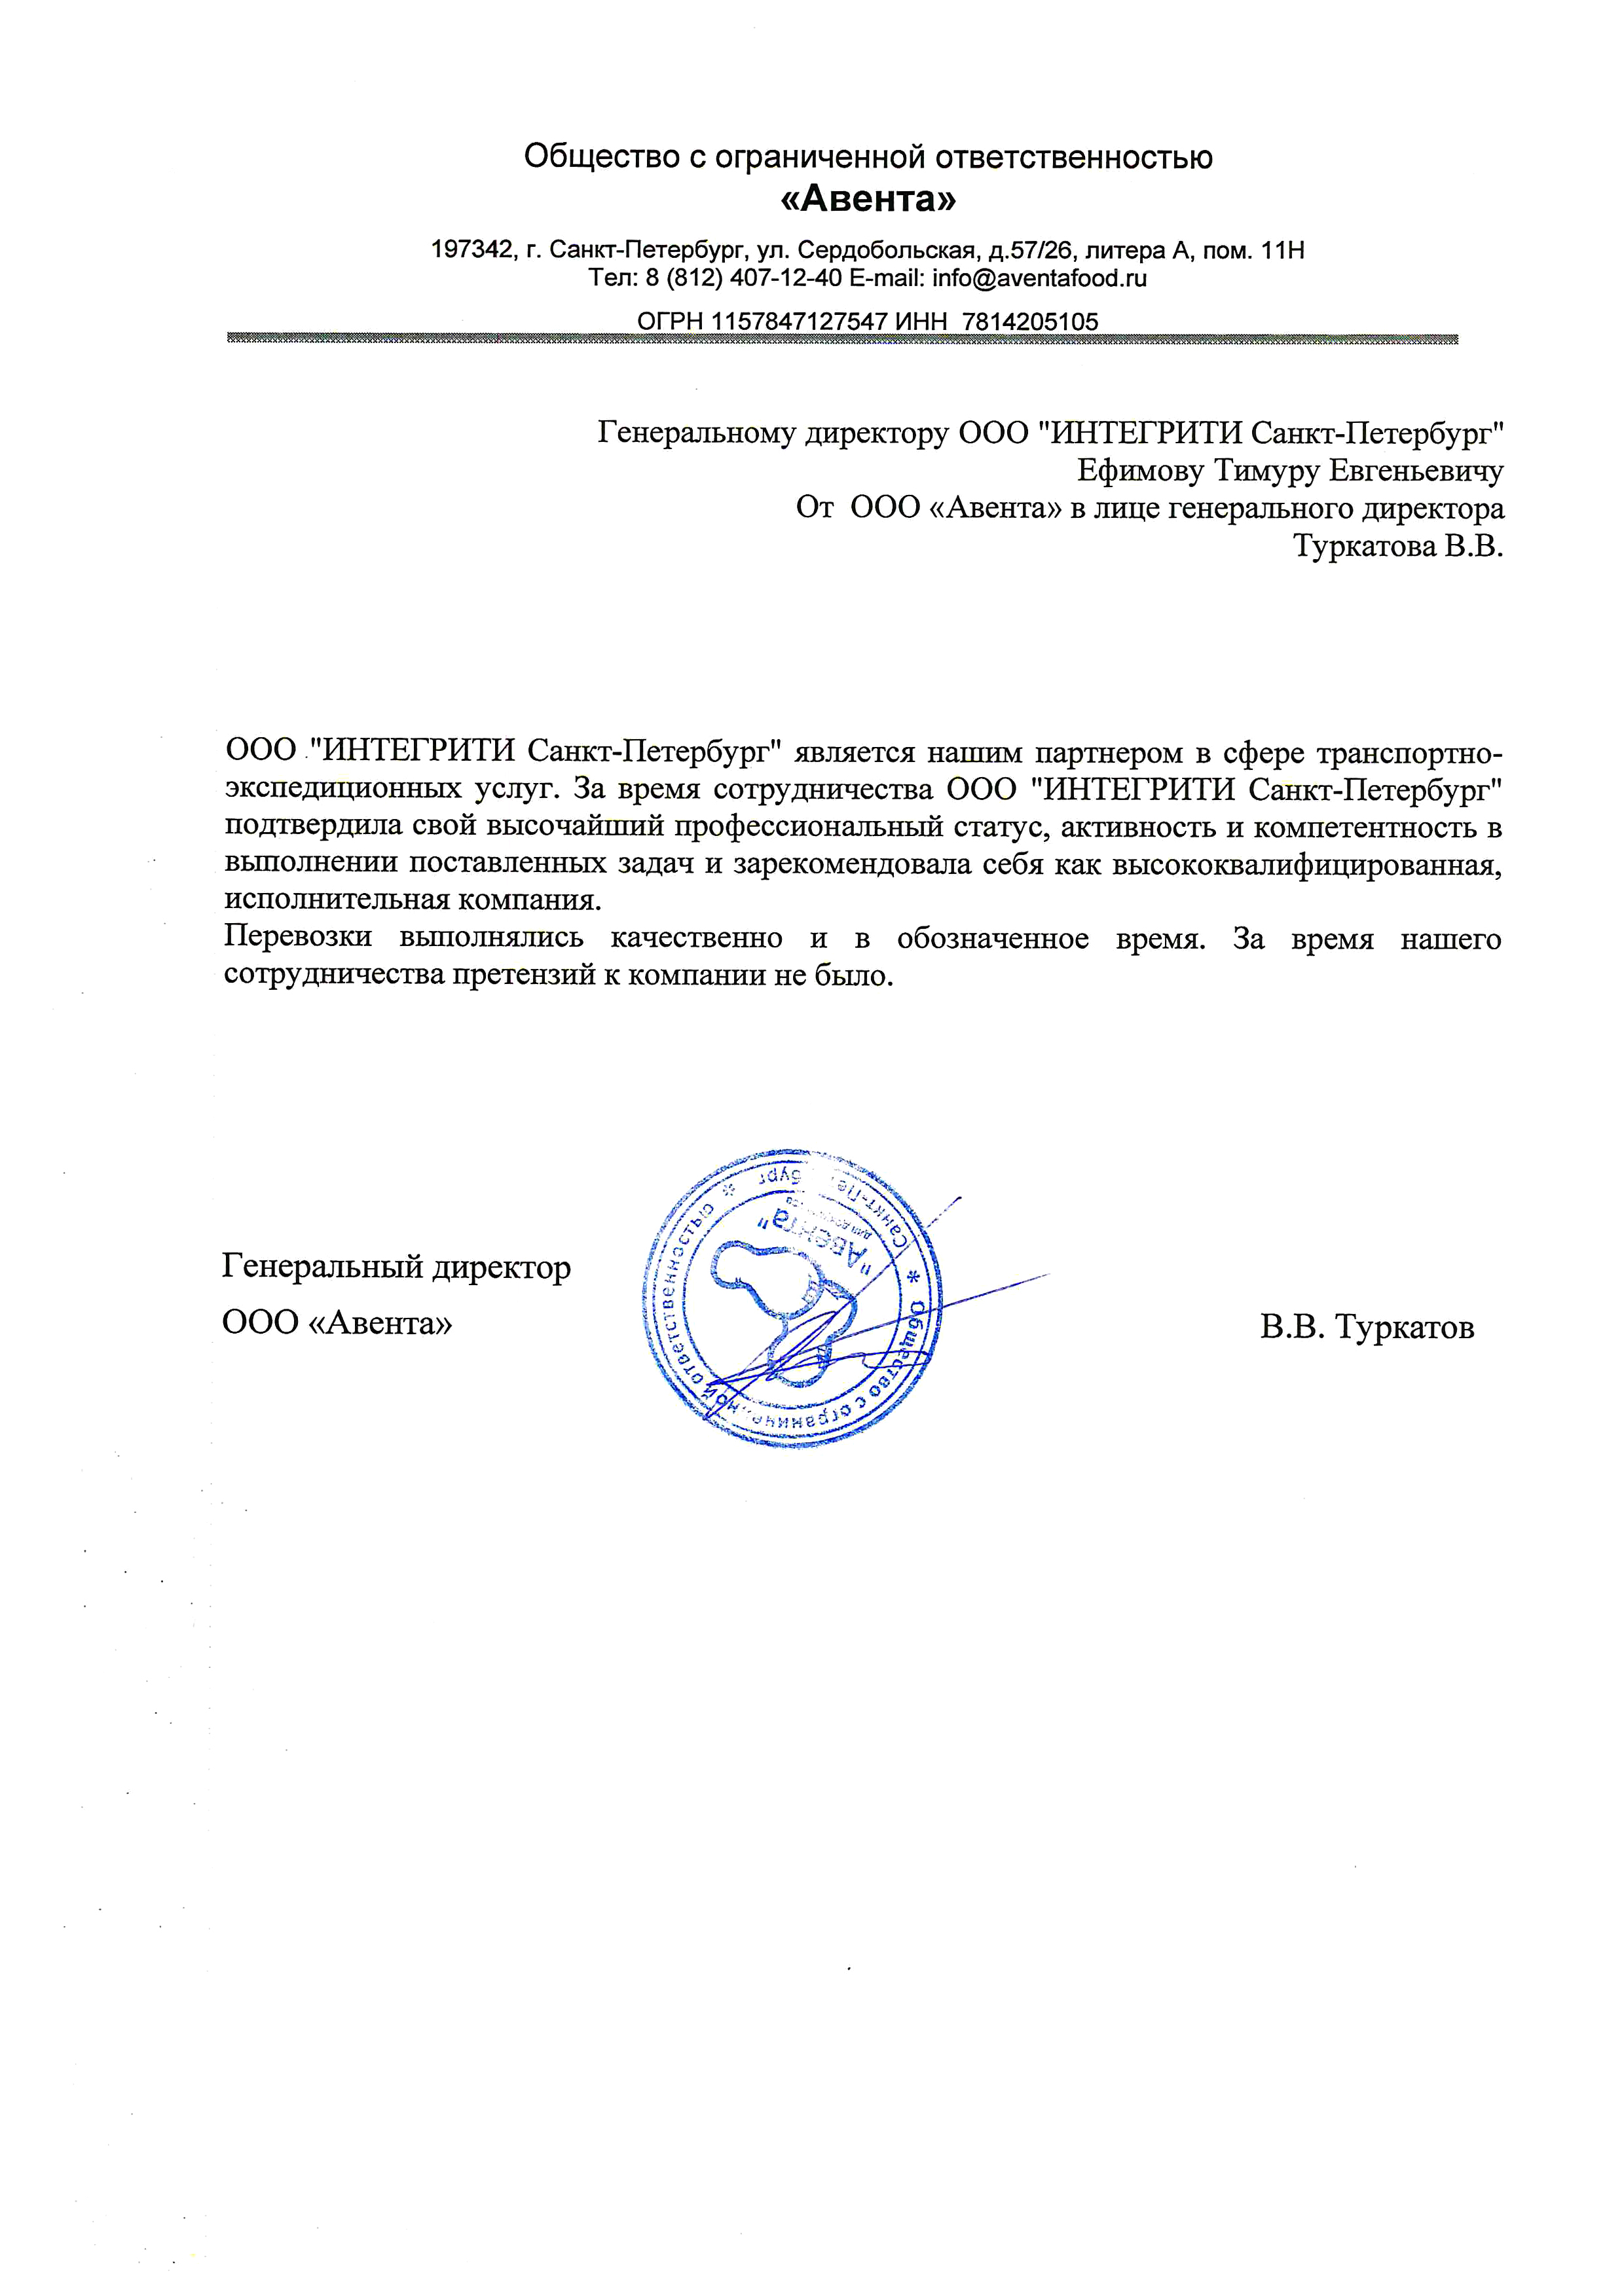 Общество с ограниченной ответственностью
«Авента»
197342, г. Санкт-Петербург, ул. Сердобольская, д.57/26, литера А, пом. 11Н
Тел: 8 (812) 407-12-40 E-mail: info@aventafood.ru
ОГРН 1157847127547 ИНН 7814205105
Генеральному директору ООО "ИНТЕГРИТИ Санкт-Петербург"
Ефимову Тимуру Евгеньевичу
От ООО «Авента» в лице генерального директора
Туркатова В.В.
ООО "ИНТЕГРИТИ Санкт-Петербург" является нашим партнером в сфере транспортно-
экспедиционных услуг. За время сотрудничества ООО "ИНТЕГРИТИ Санкт-Петербург"
подтвердила свой высочайший профессиональный статус, активность и компетентность в
выполнении поставленных задач и зарекомендовала себя как высококвалифицированная,
исполнительная компания.
Перевозки выполнялись качественно и в обозначенное время. За время нашего
сотрудничества претензий к компании не было.
Генеральный директор
ООО «Авента»
В.В. Туркатов
Общество с ограниченной ответственностью
"Авента"